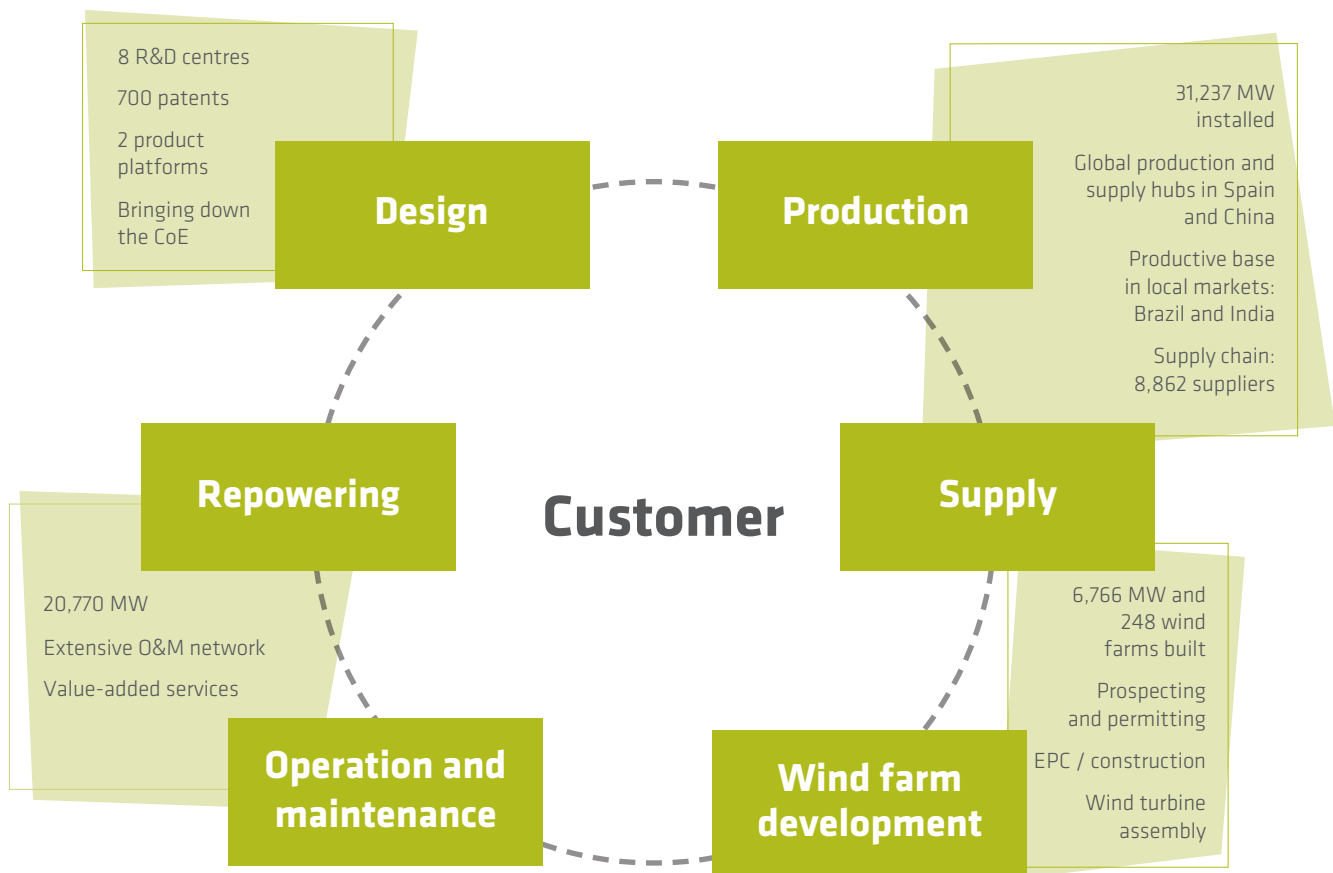 8 R&D centres
700 patents
2 product
platforms
Bringing down
the CoE
Design
Production
31,237 MW
installed
Global production and
supply hubs in Spain
and China
Productive base
in local markets:
Brazil and India
Supply chain:
8,862 suppliers
Repowering
Customer
Supply
20,770 MW
Extensive O&M network
Value-added services
6,766 MW and
248 wind
farms built
Prospecting
and permitting
EPC / construction
Wind turbine
assembly
Operation and
maintenance
Wind farm
development